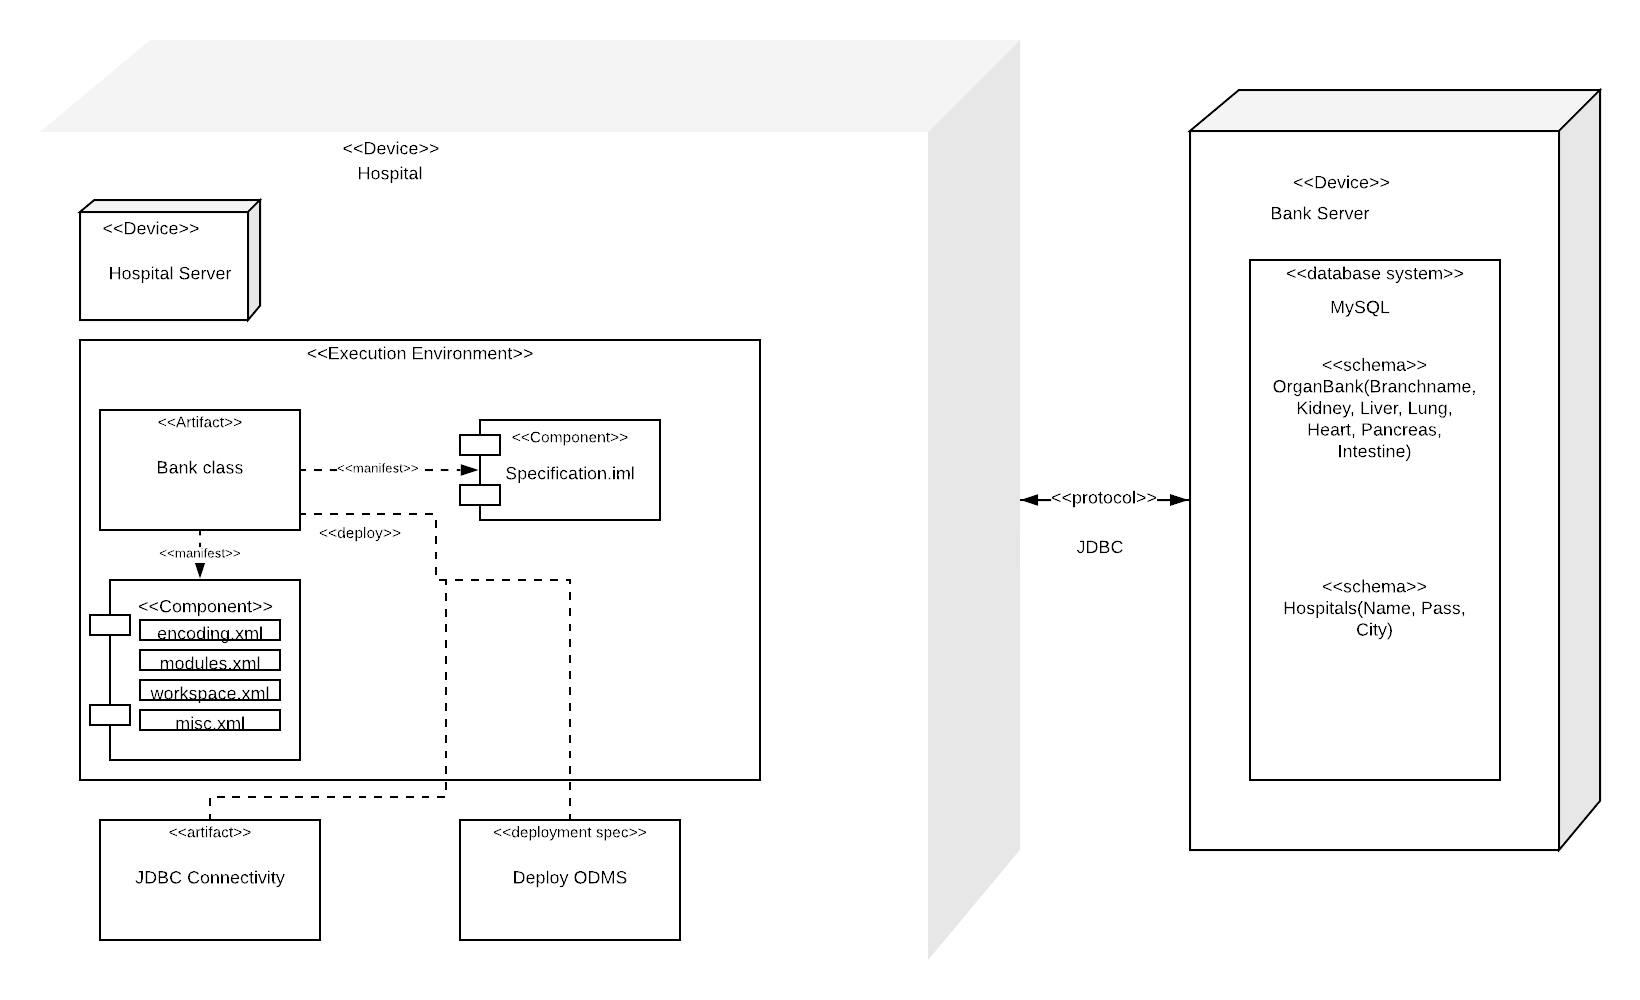 <<Device>>
Hospital
<<Device>>
Hospital Server
<<Execution Environment>>
<<Artifact>>
Bank class
<<manifest>>
<<Component>>
Specification.iml
<<deploy>>
<<manifest>>
<<Component>>
encoding.xml
modules.xml
workspace.xml
misc.xml
<<artifact>>
JDBC Connectivity
<<deployment spec>>
Deploy ODMS
<<protocol>>
JDBC
<<Device>>
Bank Server
<<database system>>
MySQL
<<schema>>
OrganBank(Branchname,
Kidney, Liver, Lung,
Heart, Pancreas,
Intestine)
<<schema>>
Hospitals(Name, Pass,
City)